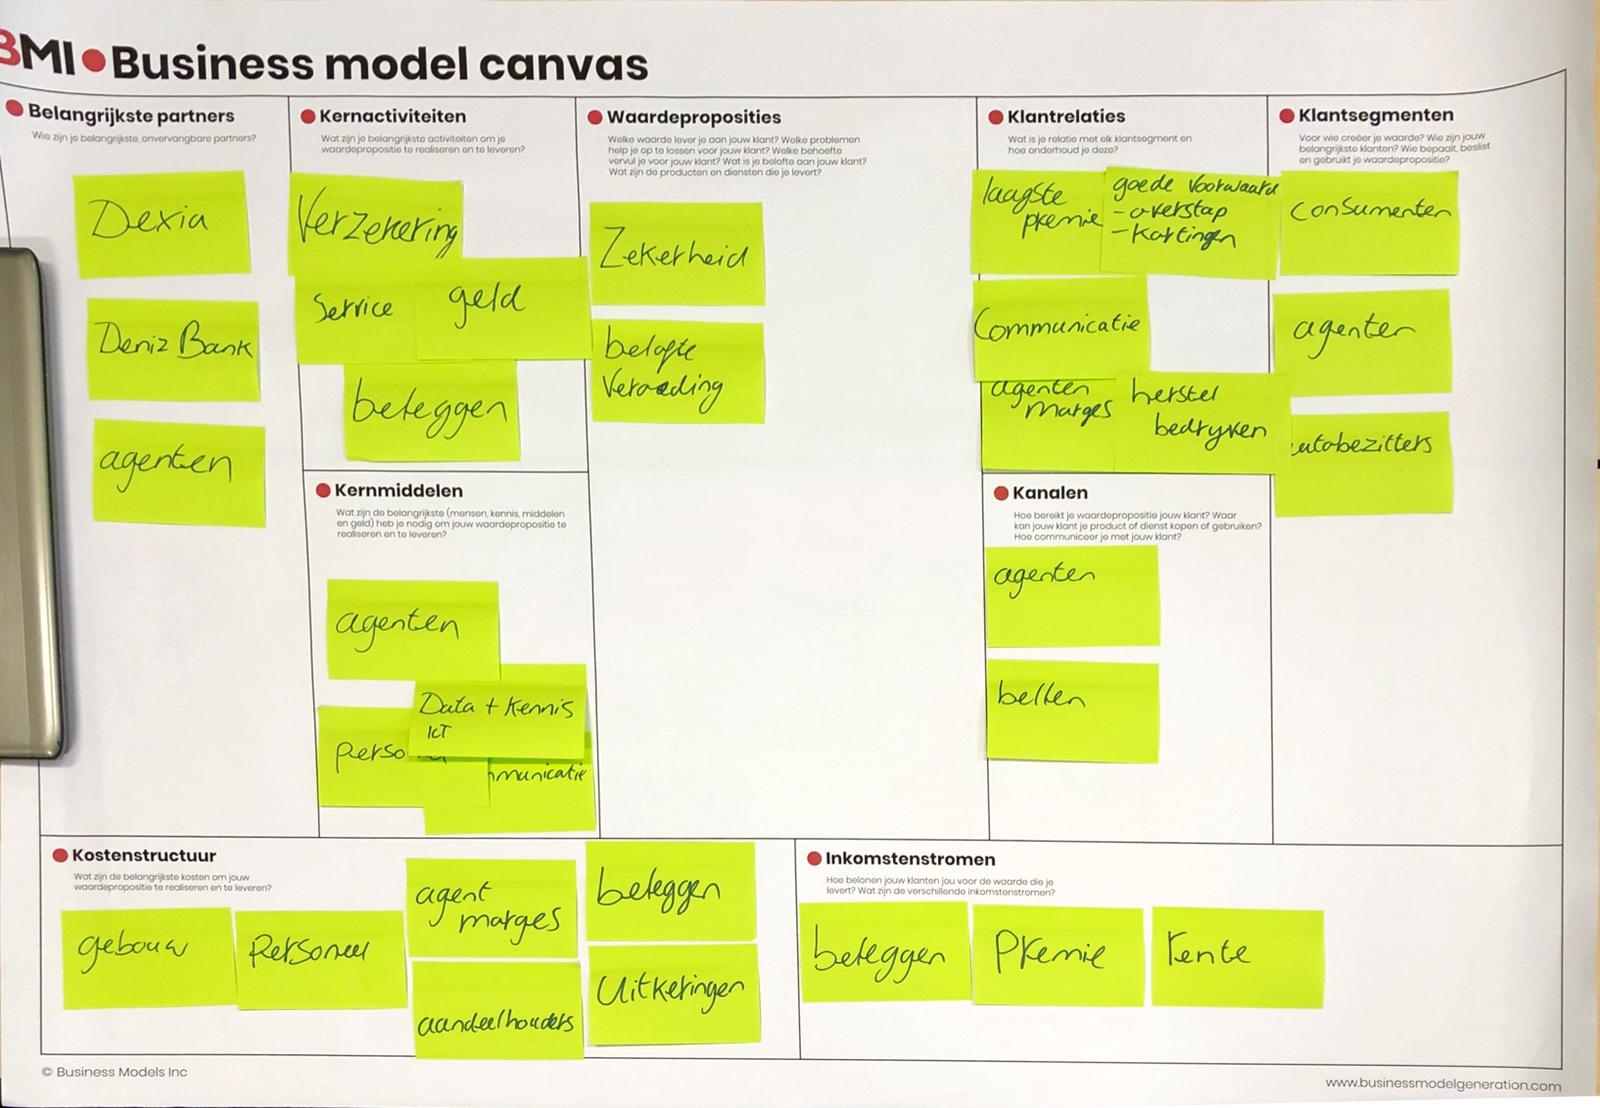 BMI Business model canvas
Belangrijkste partners
Wie zijn je belangrijkste, onvervangbare partners?
Dexia
Deniz Bank
agenten
Kernactiviteiten
Wat zijn je belangrijkste activiteiten om je
waardepropositie te realiseren en te leveren?
Verzekering
Service
geld
beleggen
Kernmiddelen
Wat zijn de belangrijkste (mensen, kennis, middelen
en geld) heb je nodig om jouw waardepropositie te
realiseren en te leveren?
agenten
Data + Kennis
ICT
Perso
municatie
Waardeproposities
Welke waarde lever je aan jouw klant? Welke problemen
help je op te lossen voor jouw klant? Welke behoefte
vervul je voor jouw klant? Wat is je belofte aan jouw klant?
Wat zijn de producten en diensten die je levert?
Zekerheid
belofte
Klantrelaties
Wat is je relatie met elk klantsegment en
hoe onderhoud je deze?
laagste
premie
goede Voorwaard
- overstap
- Kortingen
Communicatie
agenten
marges
herstel
bedryven
Kanalen
Hoe bereikt je waardepropositie jouw klant? Waar
kan jouw klant je product of dienst kopen of gebruiken?
Hoe communiceer je met jouw klant?
agenten
bellen
Klantsegmenten
Voor wie creëer je waarde? Wie zijn jouw
belangrijkste klanten? Wie bepaalt, beslist
en gebruikt je waardepropositie?
Consumenten
agenten
utobezitters
Kostenstructuur
Wat zijn de belangrijkste kosten om jouw
waardepropositie te realiseren en te leveren?
gebouw
Personeel
agent
marges
aandeelhouders
beleggen
Uitkeringen
Inkomstenstromen
Hoe belonen jouw klanten jou voor de waarde die je
levert? Wat zijn de verschillende inkomstenstromen?
beleggen
Premie
rente
© Business Models Inc
www.businessmodelgeneration.com